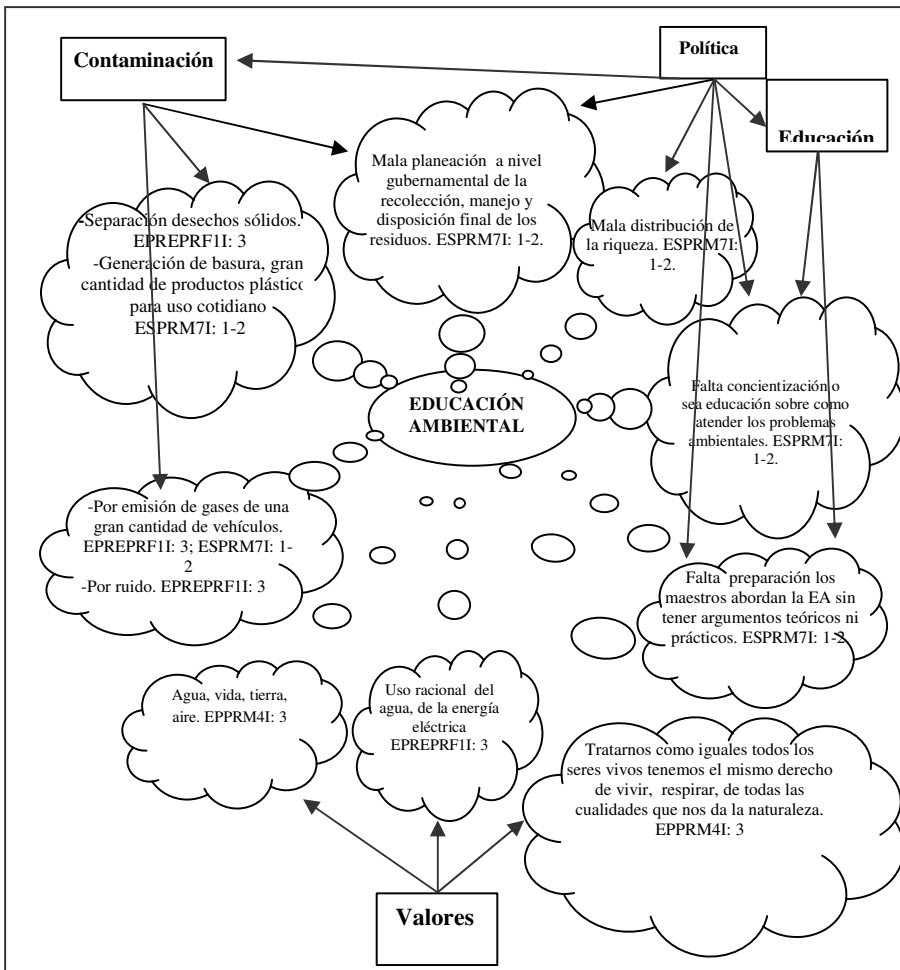 Contaminación
Política
Educación
Mala planeación a nivel
gubernamental de la
recolección, manejo y
disposición final de los
residuos. ESPRM7I: 1-2.
-Separación desechos sólidos.
EPREPRF1I: 3
-Generación de basura, gran
cantidad de productos plástico
para uso cotidiano
ESPRM7I: 1-2
Mala distribución de
la riqueza. ESPRM7I:
1-2.
EDUCACIÓN
AMBIENTAL
Falta concientización o
sea educación sobre como
atender los problemas
ambientales. ESPRM7I:
1-2.
-Por emisión de gases de una
gran cantidad de vehículos.
EPREPRF1I: 3; ESPRM7I: 1-
2
-Por ruido. EPREPRF1I: 3
Falta preparación los
maestros abordan la EA sin
tener argumentos teóricos ni
prácticos. ESPRM7I: 1-2
Agua, vida, tierra,
aire. EPPRM4I: 3
Uso racional del
agua, de la energía
eléctrica
EPREPRF1I: 3
Tratarnos como iguales todos los
seres vivos tenemos el mismo derecho
de vivir, respirar, de todas las
cualidades que nos da la naturaleza.
EPPRM4I: 3
Valores